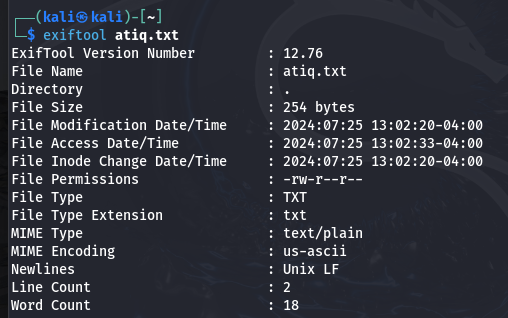 ┌──(kali㉿kali)-[~]
└─$ exiftool atiq.txt
ExifTool Version Number         : 12.76
File Name                       : atiq.txt
Directory                       : .
File Size                       : 254 bytes
File Modification Date/Time     : 2024:07:25 13:02:20-04:00
File Access Date/Time           : 2024:07:25 13:02:33-04:00
File Inode Change Date/Time     : 2024:07:25 13:02:20-04:00
File Permissions                : -rw-r--r--
File Type                       : TXT
File Type Extension             : txt
MIME Type                       : text/plain
MIME Encoding                   : us-ascii
Newlines                        : Unix LF
Line Count                      : 2
Word Count                      : 18